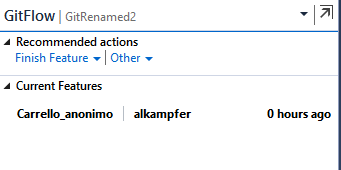 GitFlow | GitRenamed2
Recommended actions
Finish Feature Other
Current Features
Carrello_anonimo alkampfer 0 hours ago